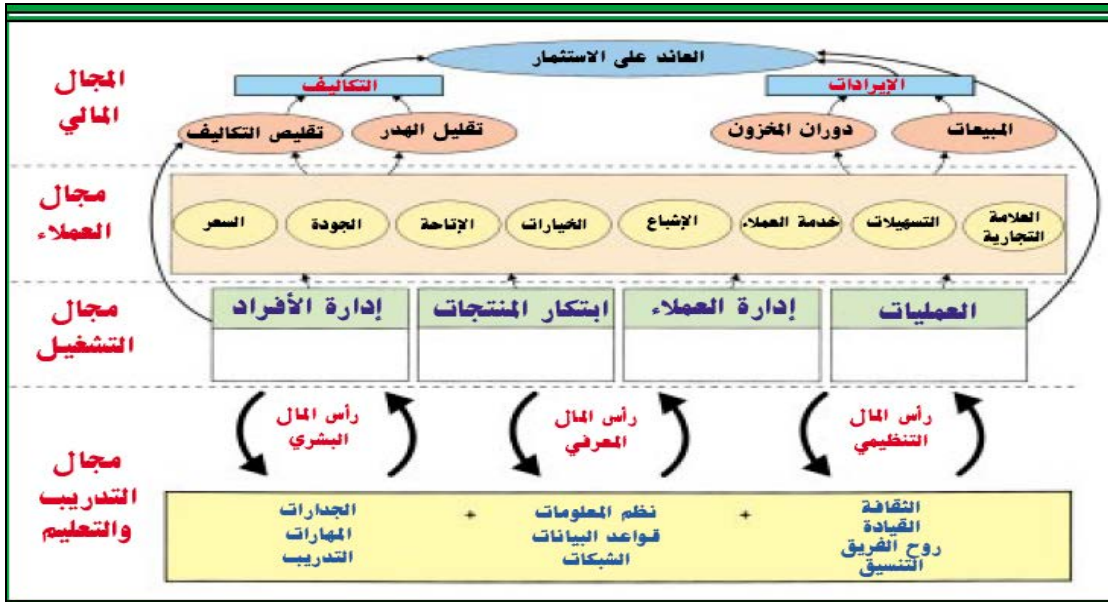 العائد على الاستثمار
المجال
المالي
الإيرادات
التكاليف
المبيعات
دوران المخزون
تقليل الهدر
تقليص التكاليف
مجال
العملاء
العلامة
التجارية
التسهيلات
خدمة العملاء
الإشباع
الخيارات
الإتاحة
الجودة
السعر
مجال
التشغيل
العمليات
إدارة العملاء
ابتكار المنتجات
إدارة الأفراد
رأس المال
التنظيمي
رأس المال
المعرفي
رأس المال
البشري
مجال
التدريب
والتعليم
الثقافة
القيادة
روح الفريق
التنسيق
+
نظم المعلومات
قواعد البيانات
الشبكات
+
الجدارات
المهارات
التدريب